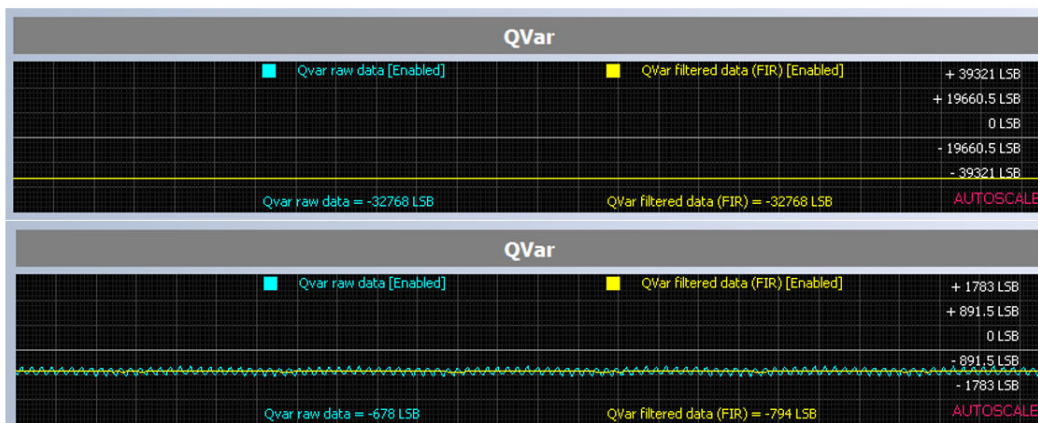 QVar
Qvar raw data [Enabled] QVar filtered data (FIR) [Enabled]
+ 39321 LSB
+ 19660.5 LSB
0 LSB
- 19660.5 LSB
- 39321 LSB
Qvar raw data = -32768 LSB QVar filtered data (FIR) = -32768 LSB AUTOSCALE
QVar
Qvar raw data [Enabled] QVar filtered data (FIR) [Enabled]
+ 1783 LSB
+ 891.5 LSB
0 LSB
- 891.5 LSB
- 1783 LSB
Qvar raw data = -678 LSB QVar filtered data (FIR) = -794 LSB AUTOSCALE